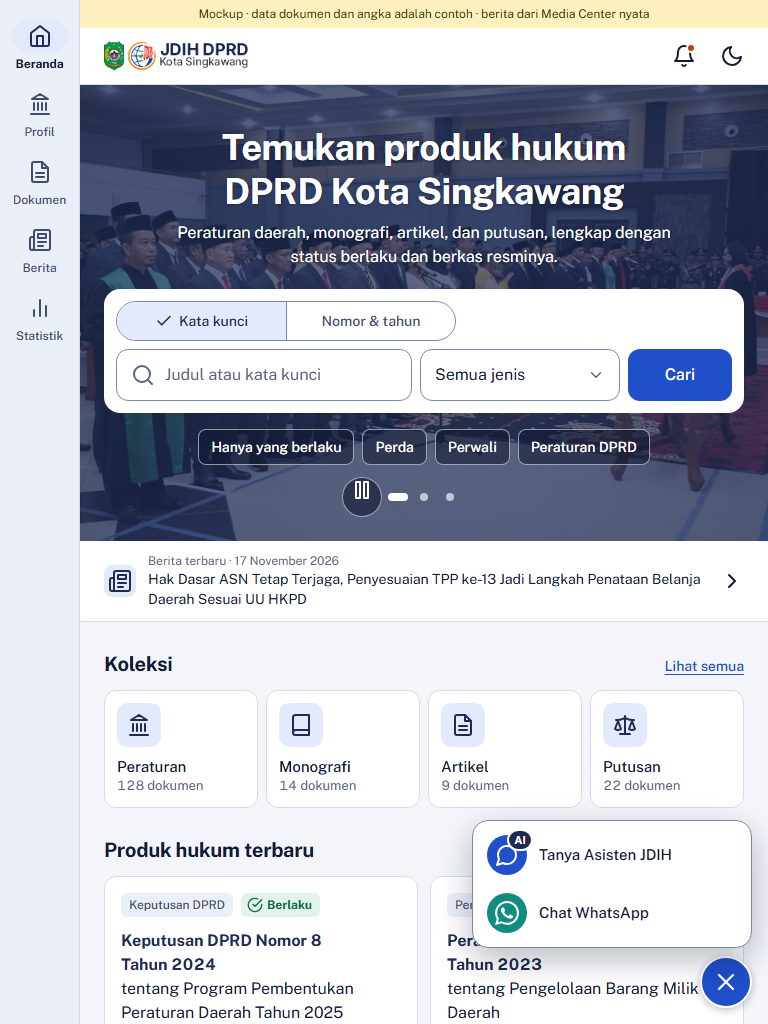 Mockup · data dokumen dan angka adalah contoh · berita dari Media Center nyata
Beranda
Profil
Dokumen
Berita
Statistik
JDIH DPRD
Kota Singkawang
Temukan produk hukum
DPRD Kota Singkawang
Peraturan daerah, monografi, artikel, dan putusan, lengkap dengan
status berlaku dan berkas resminya.
Kata kunci
Nomor & tahun
Judul atau kata kunci
Semua jenis
Cari
Hanya yang berlaku
Perda
Perwali
Peraturan DPRD
Berita terbaru · 17 November 2026
Hak Dasar ASN Tetap Terjaga, Penyesuaian TPP ke-13 Jadi Langkah Penataan Belanja
Daerah Sesuai UU HKPD
Koleksi
Lihat semua
Peraturan
128 dokumen
Monografi
14 dokumen
Artikel
9 dokumen
Putusan
22 dokumen
Produk hukum terbaru
Keputusan DPRD
Berlaku
Keputusan DPRD Nomor 8
Tahun 2024
tentang Program Pembentukan
Peraturan Daerah Tahun 2025
Tahun 2023
tentang Pengelolaan Barang Milik
Daerah
AI
Tanya Asisten JDIH
Chat WhatsApp